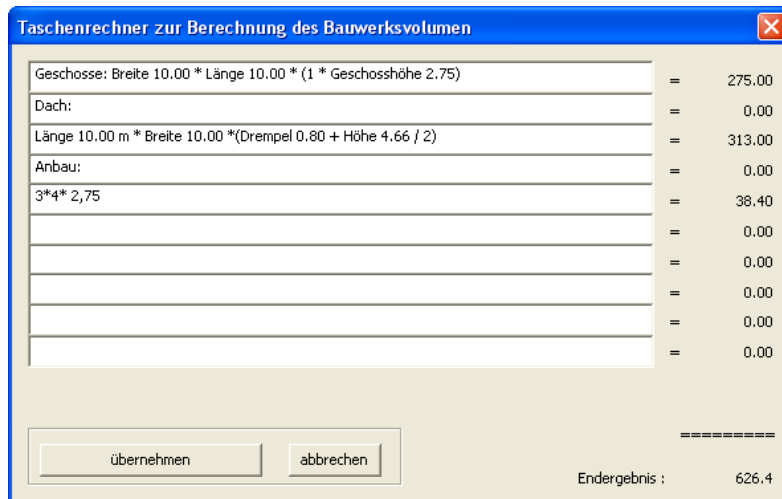 Taschenrechner zur Berechnung des Bauwerksvolumen
Geschosse: Breite 10.00 * Länge 10.00 * (1 * Geschosshöhe 2.75) = 275.00
Dach: = 0.00
Länge 10.00 m * Breite 10.00 *(Drempel 0.80 + Höhe 4.66 / 2) = 313.00
Anbau: = 0.00
3*4* 2,75 = 38.40
= 0.00
= 0.00
= 0.00
= 0.00
= 0.00
=========
übernehmen abbrechen
Endergebnis : 626.4